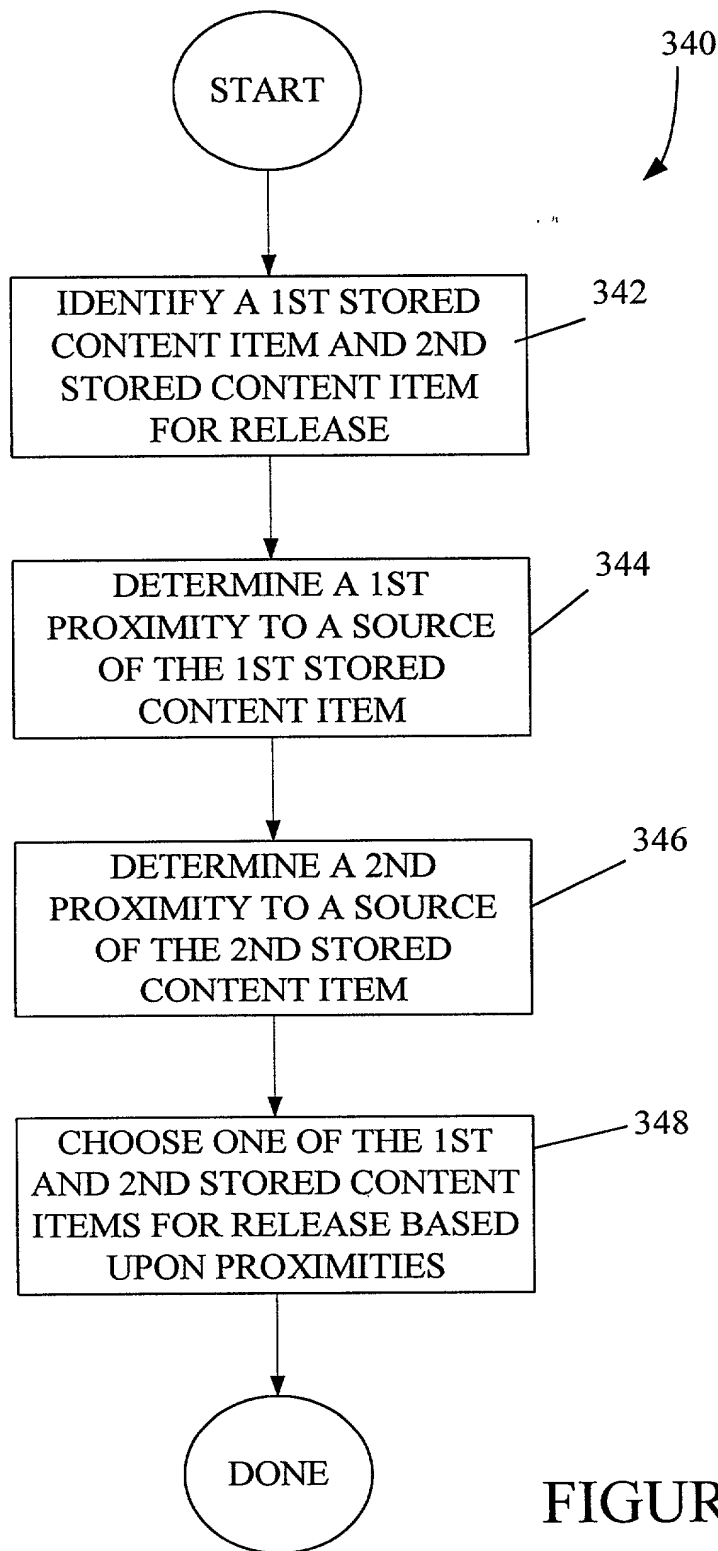 START
340
IDENTIFY A 1ST STORED
CONTENT ITEM AND 2ND
STORED CONTENT ITEM
FOR RELEASE
342
DETERMINE A 1ST
PROXIMITY TO A SOURCE
OF THE 1ST STORED
CONTENT ITEM
344
DETERMINE A 2ND
PROXIMITY TO A SOURCE
OF THE 2ND STORED
CONTENT ITEM
346
CHOOSE ONE OF THE 1ST
AND 2ND STORED CONTENT
ITEMS FOR RELEASE BASED
UPON PROXIMITIES
348
DONE
FIGUR